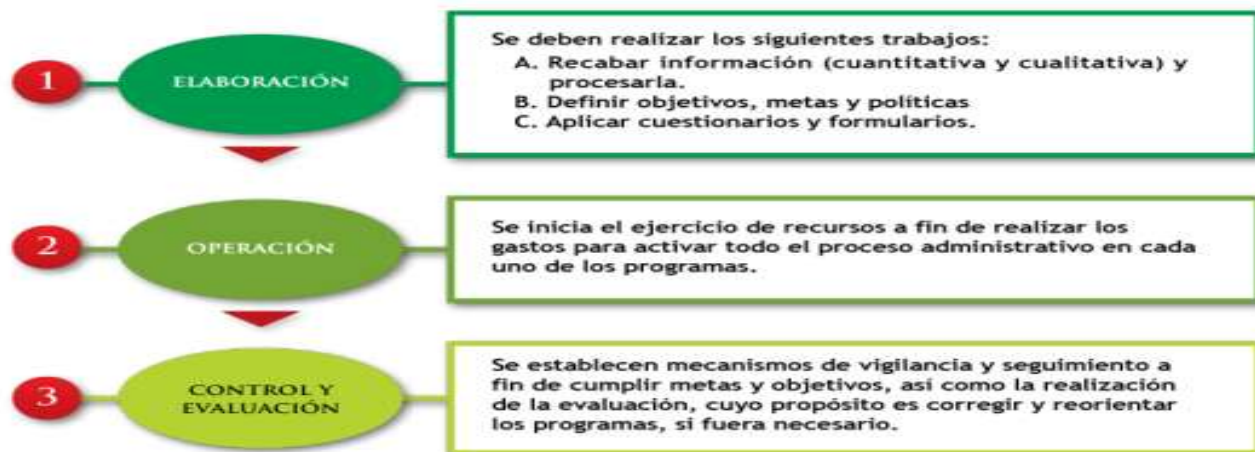 1
ELABORACIÓN
Se deben realizar los siguientes trabajos:
A. Recabar información (cuantitativa y cualitativa) y
procesarla.
B. Definir objetivos, metas y políticas
C. Aplicar cuestionarios y formularios.
2
OPERACIÓN
Se inicia el ejercicio de recursos a fin de realizar los
gastos para activar todo el proceso administrativo en cada
uno de los programas.
3
CONTROL Y
EVALUACIÓN
Se establecen mecanismos de vigilancia y seguimiento a
fin de cumplir metas y objetivos, así como la realización
de la evaluación, cuyo propósito es corregir y reorientar
los programas, si fuera necesario.